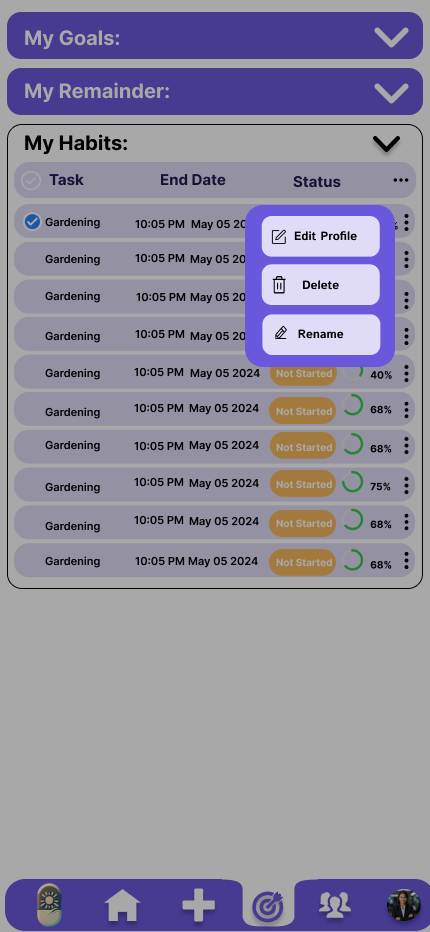 My Goals:
My Remainder:
My Habits:
Task End Date Status ...
Gardening 10:05 PM May 05 20
Edit Profile
Gardening 10:05 PM May 05 20
Delete
Gardening 10:05 PM May 05 20
Rename
Gardening 10:05 PM May 05 20
Gardening 10:05 PM May 05 2024 Not Started 40%
Gardening 10:05 PM May 05 2024 Not Started 68%
Gardening 10:05 PM May 05 2024 Not Started 68%
Gardening 10:05 PM May 05 2024 Not Started 75%
Gardening 10:05 PM May 05 2024 Not Started 68%
Gardening 10:05 PM May 05 2024 Not Started 68%